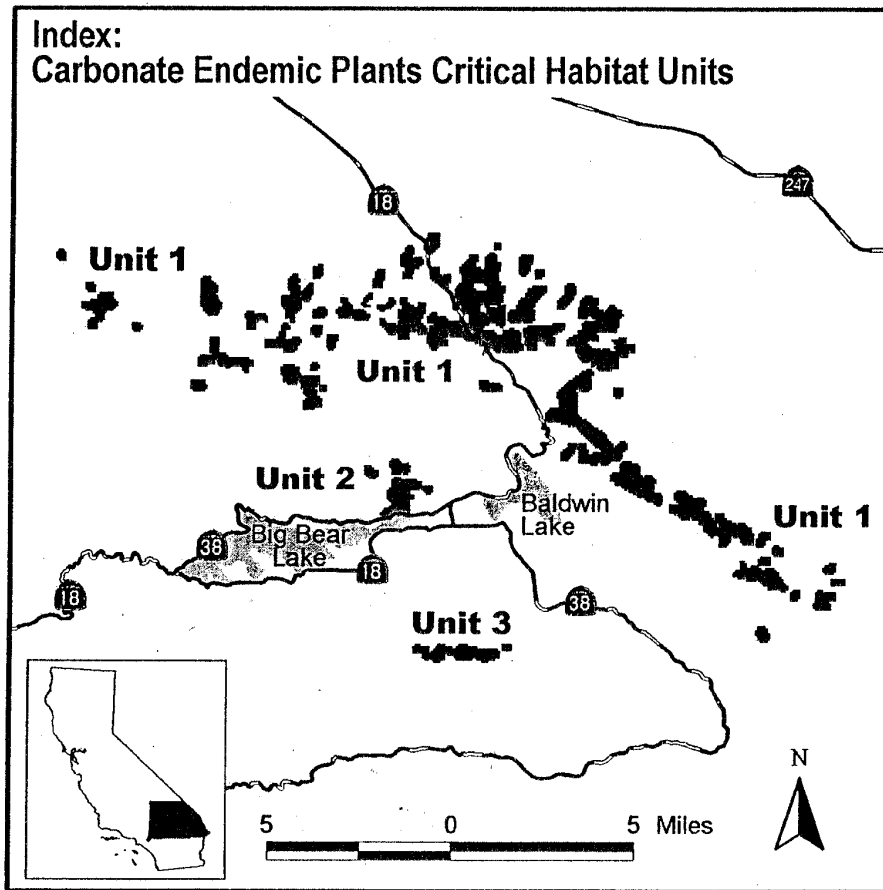 Index:
Carbonate Endemic Plants Critical Habitat Units
247
18
Unit 1
Unit 1
Unit 2
Baldwin
Lake
Unit 1
Big Bear
Lake
38
18
18
38
Unit 3
N
5 0 5 Miles